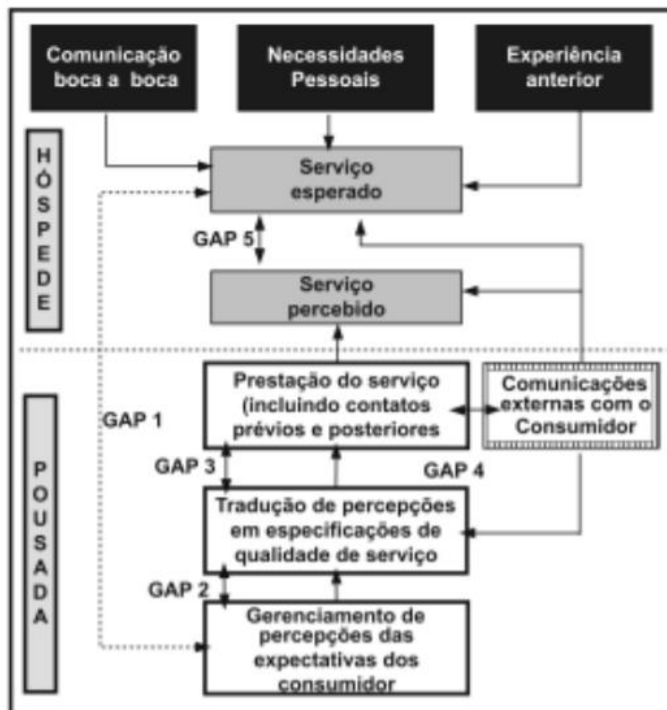 Comunicação
boca a boca
Necessidades
Pessoais
Experiência
anterior
HÓSPEDE
Serviço
esperado
GAP 5
Serviço
percebido
POUSADA
GAP 1
Prestação do serviço
(incluindo contatos
prévios e posteriores
Comunicações
externas com o
Consumidor
GAP 3
GAP 4
Tradução de percepções
em especificações de
qualidade de serviço
GAP 2
Gerenciamento de
percepções das
expectativas dos
consumidor